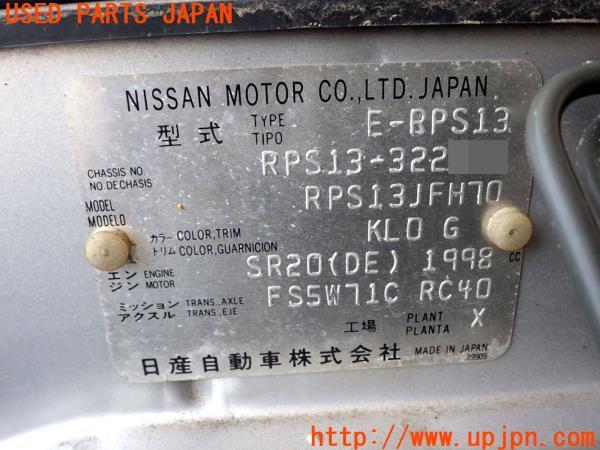 USED PARTS JAPAN
NISSAN MOTOR CO.,LTD. JAPAN
型式 TYPE TIPO E-RPS13
CHASSIS NO. NO.DE CHASIS RPS13-322
MODEL MODELO RPS13JFH70
カラー COLOR,TRIM トリム COLOR,GUARNICION KL0 G
エンジン ENGINE MOTOR SR20(DE) 1998 CC
ミッション TRANS.,AXLE アクスル TRANS.,EJE FS5W71C RC40
工場 PLANT PLANTA X
日産自動車株式会社 MADE IN JAPAN
89909
UPJ http://www.upjpn.com/